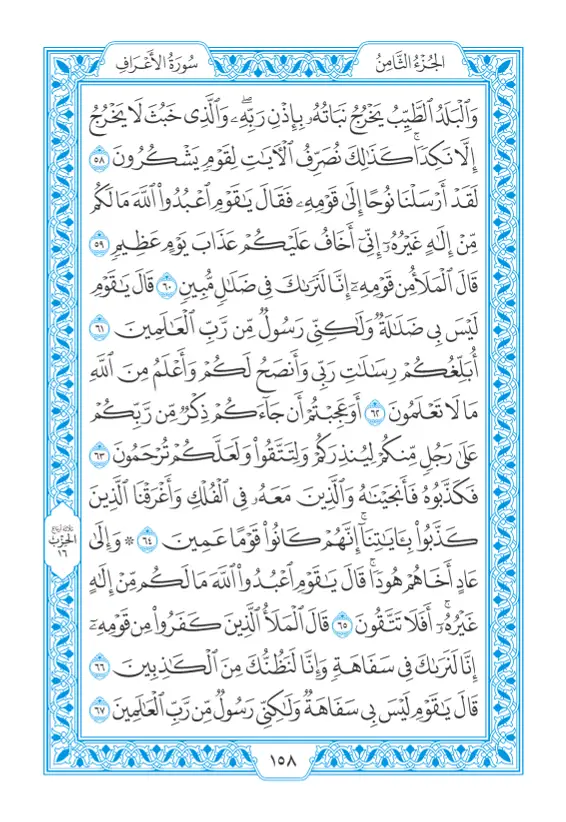 الجُزْءُ الثَّامِنُ
سُورَةُ الأَعْرَافِ
وَٱلْبَلَدُ ٱلطَّيِّبُ يَخْرُجُ نَبَاتُهُۥ بِإِذْنِ رَبِّهِۦۖ وَٱلَّذِى خَبُثَ لَا يَخْرُجُ
إِلَّا نَكِدًاۚ كَذَٰلِكَ نُصَرِّفُ ٱلْـَٔايَـٰتِ لِقَوْمٍ يَشْكُرُونَ ٥٨
لَقَدْ أَرْسَلْنَا نُوحًا إِلَىٰ قَوْمِهِۦ فَقَالَ يَـٰقَوْمِ ٱعْبُدُوا۟ ٱللَّهَ مَا لَكُم
مِّنْ إِلَـٰهٍ غَيْرُهُۥٓ إِنِّىٓ أَخَافُ عَلَيْكُمْ عَذَابَ يَوْمٍ عَظِيمٍ ٥٩
قَالَ ٱلْمَلَأُ مِن قَوْمِهِۦٓ إِنَّا لَنَرَىٰكَ فِى ضَلَـٰلٍ مُّبِينٍ ٦٠ قَالَ يَـٰقَوْمِ
لَيْسَ بِى ضَلَـٰلَةٌ وَلَـٰكِنِّى رَسُولٌ مِّن رَّبِّ ٱلْعَـٰلَمِينَ ٦١
أُبَلِّغُكُمْ رِسَـٰلَـٰتِ رَبِّى وَأَنصَحُ لَكُمْ وَأَعْلَمُ مِنَ ٱللَّهِ
مَا لَا تَعْلَمُونَ ٦٢ أَوَعَجِبْتُمْ أَن جَآءَكُمْ ذِكْرٌ مِّن رَّبِّكُمْ
عَلَىٰ رَجُلٍ مِّنكُمْ لِيُنذِرَكُمْ وَلِتَتَّقُوا۟ وَلَعَلَّكُمْ تُرْحَمُونَ ٦٣
فَكَذَّبُوهُ فَأَنجَيْنَـٰهُ وَٱلَّذِينَ مَعَهُۥ فِى ٱلْفُلْكِ وَأَغْرَقْنَا ٱلَّذِينَ
كَذَّبُوا۟ بِـَٔايَـٰتِنَآۚ إِنَّهُمْ كَانُوا۟ قَوْمًا عَمِينَ ٦٤ ۞ وَإِلَىٰ
عَادٍ أَخَاهُمْ هُودًاۚ قَالَ يَـٰقَوْمِ ٱعْبُدُوا۟ ٱللَّهَ مَا لَكُم مِّنْ إِلَـٰهٍ
غَيْرُهُۥٓۚ أَفَلَا تَتَّقُونَ ٦٥ قَالَ ٱلْمَلَأُ ٱلَّذِينَ كَفَرُوا۟ مِن قَوْمِهِۦٓ
إِنَّا لَنَرَىٰكَ فِى سَفَاهَةٍ وَإِنَّا لَنَظُنُّكَ مِنَ ٱلْكَـٰذِبِينَ ٦٦
قَالَ يَـٰقَوْمِ لَيْسَ بِى سَفَاهَةٌ وَلَـٰكِنِّى رَسُولٌ مِّن رَّبِّ ٱلْعَـٰلَمِينَ ٦٧
ثلاثة أرباع
الحزب
١٦
١٥٨